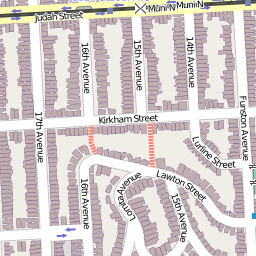 Muni N Muni N
Judah Street
16th Avenue
15th Avenue
14th Avenue
17th Avenue
Funston Avenue
Kirkham Street
Lurline Street
Lawton Street
16th Avenue
Lomita Avenue
15th Avenue